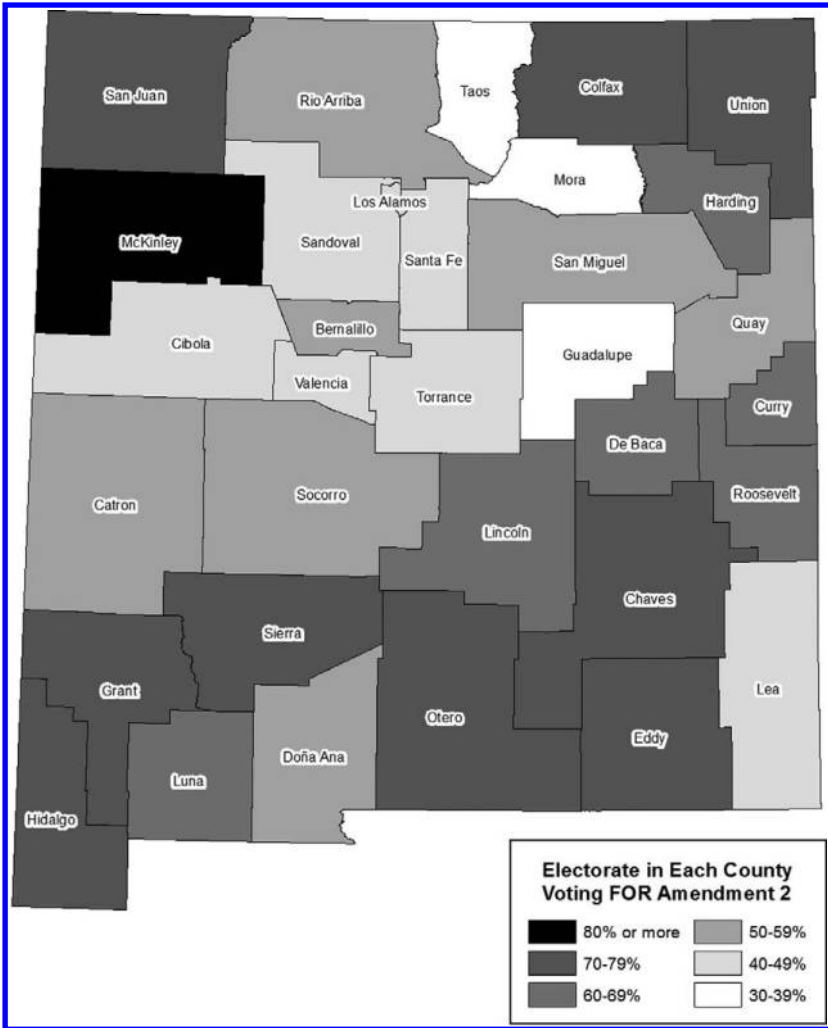 San Juan
Rio Arriba
Taos
Colfax
Union
Mora
Harding
McKinley
Los Alamos
Sandoval
Santa Fe
San Miguel
Quay
Bernalillo
Cibola
Guadalupe
Valencia
Torrance
Curry
De Baca
Roosevelt
Socorro
Catron
Lincoln
Chaves
Sierra
Grant
Lea
Otero
Eddy
Doña Ana
Luna
Hidalgo
Electorate in Each County
Voting FOR Amendment 2
80% or more 50-59%
70-79% 40-49%
60-69% 30-39%